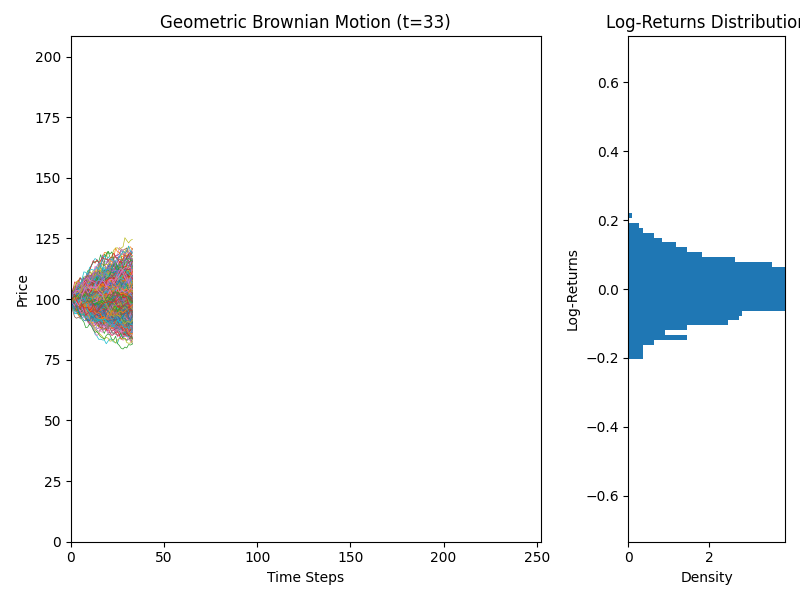 Geometric Brownian Motion (t=33)
200
175
150
125
100
75
50
25
0
Price
0 50 100 150 200 250
Time Steps
Log-Returns Distribution
0.6
0.4
0.2
0.0
−0.2
−0.4
−0.6
Log-Returns
0 2
Density